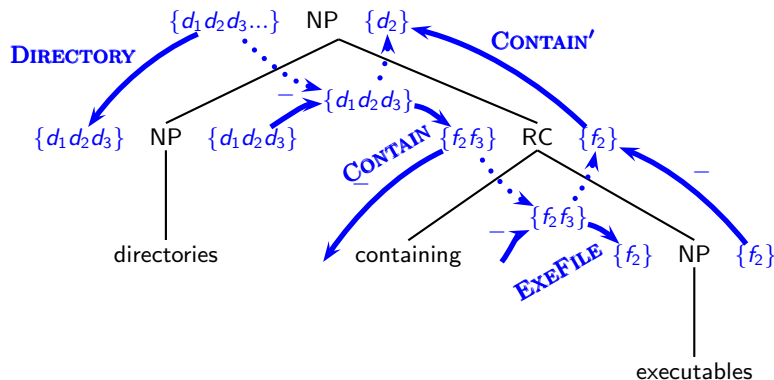 {d₁d₂d₃...} NP {d₂}
DIRECTORY CONTAIN′
– {d₁d₂d₃}
{d₁d₂d₃} NP {d₁d₂d₃} CONTAIN {f₂f₃} RC {f₂}
– –
– {f₂f₃}
directories containing EXEFILE {f₂} NP {f₂}
executables